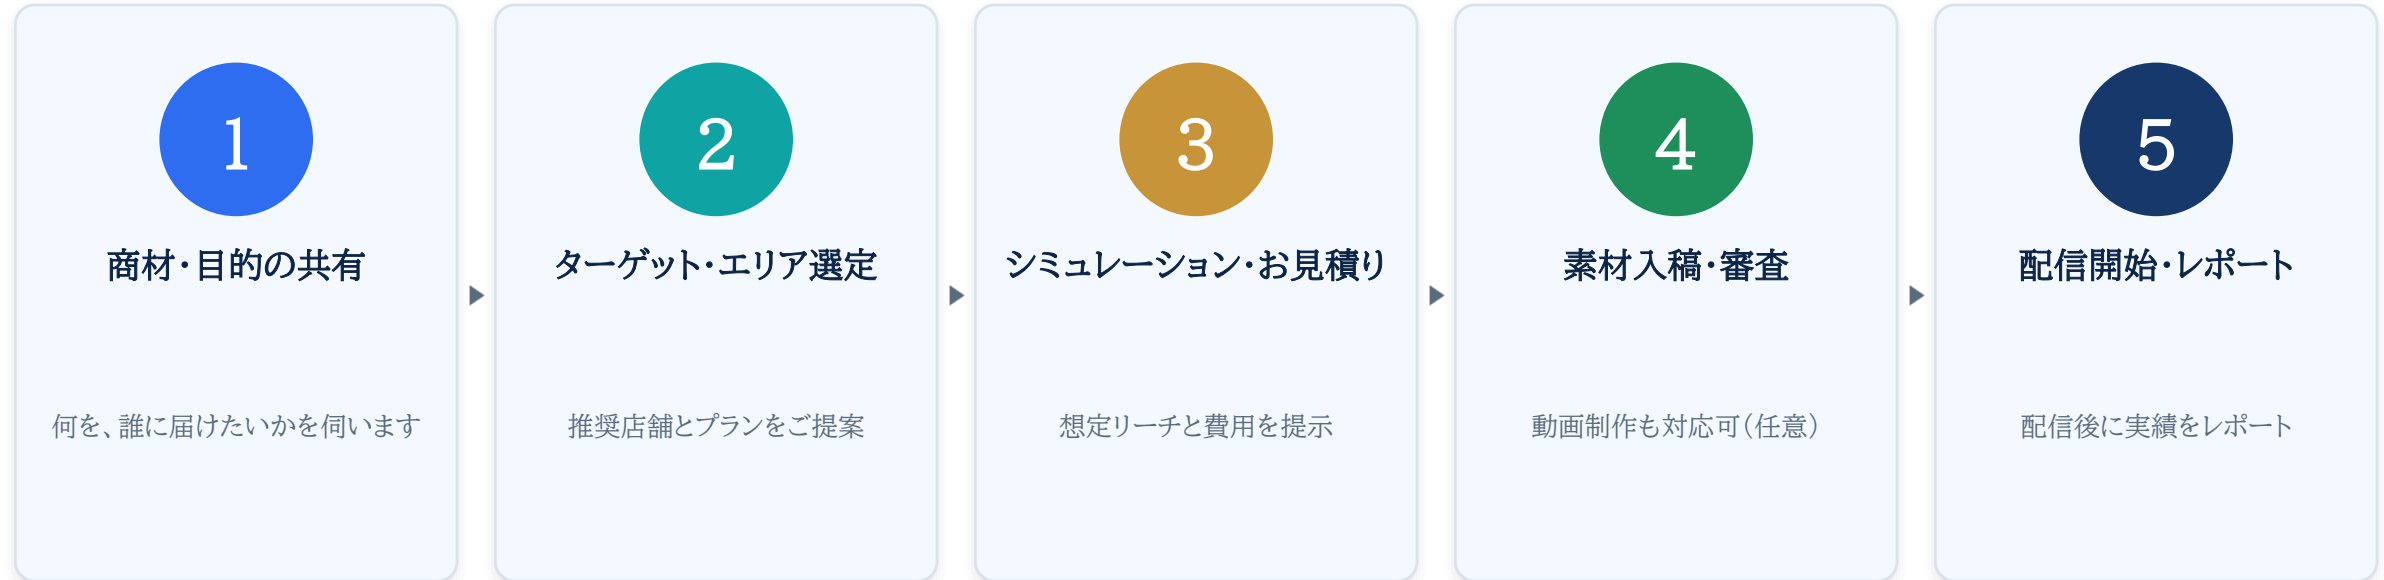 1
商材・目的の共有
何を、誰に届けたいかを伺います
2
ターゲット・エリア選定
推奨店舗とプランをご提案
3
シミュレーション・お見積り
想定リーチと費用を提示
4
素材入稿・審査
動画制作も対応可（任意）
5
配信開始・レポート
配信後に実績をレポート